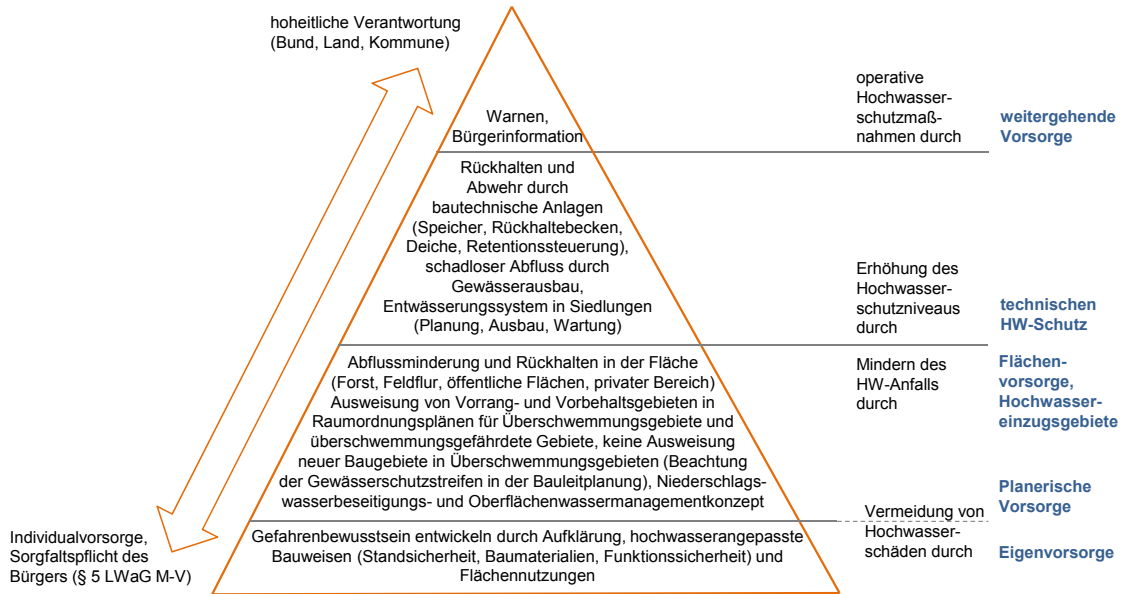 hoheitliche Verantwortung
(Bund, Land, Kommune)
Warnen,
Bürgerinformation
operative
Hochwasser-
schutzmaß-
nahmen durch
weitergehende
Vorsorge
Rückhalten und
Abwehr durch
bautechnische Anlagen
(Speicher, Rückhaltebecken,
Deiche, Retentionssteuerung),
schadloser Abfluss durch
Gewässerausbau,
Entwässerungssystem in Siedlungen
(Planung, Ausbau, Wartung)
Erhöhung des
Hochwasser-
schutzniveaus
durch
technischen
HW-Schutz
Abflussminderung und Rückhalten in der Fläche
(Forst, Feldflur, öffentliche Flächen, privater Bereich)
Ausweisung von Vorrang- und Vorbehaltsgebieten in
Raumordnungsplänen für Überschwemmungsgebiete und
überschwemmungsgefährdete Gebiete, keine Ausweisung
neuer Baugebiete in Überschwemmungsgebieten (Beachtung
der Gewässerschutzstreifen in der Bauleitplanung), Niederschlags-
wasserbeseitigungs- und Oberflächenwassermanagementkonzept
Mindern des
HW-Anfalls
durch
Flächen-
vorsorge,
Hochwasser-
einzugsgebiete
Planerische
Vorsorge
Individualvorsorge,
Sorgfaltspflicht des
Bürgers (§ 5 LWaG M-V)
Gefahrenbewusstsein entwickeln durch Aufklärung, hochwasserangepasste
Bauweisen (Standsicherheit, Baumaterialien, Funktionssicherheit) und
Flächennutzungen
Vermeidung von
Hochwasser-
schäden durch
Eigenvorsorge